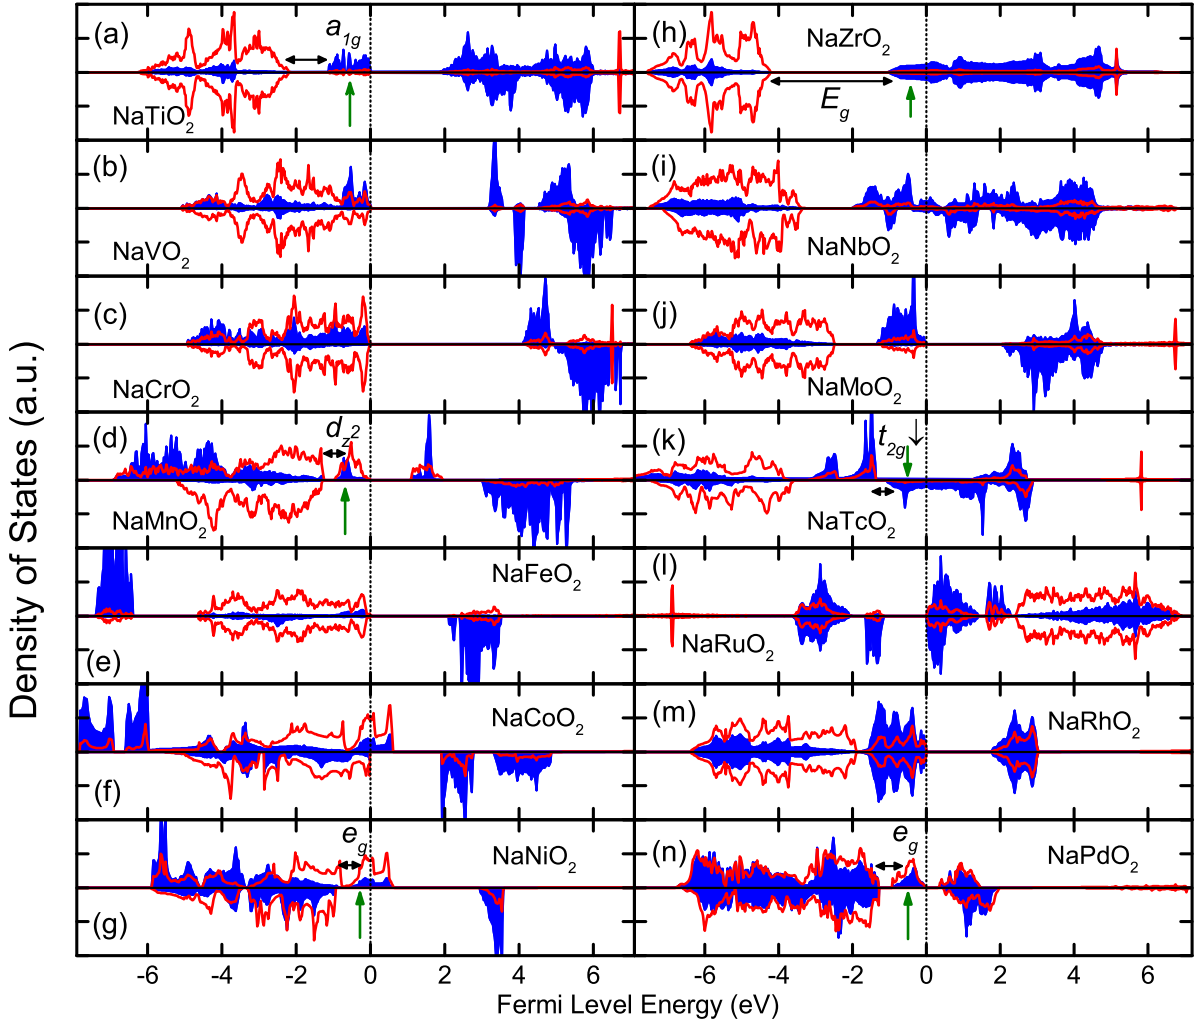 Density of States (a.u.)
(a)
a1g
NaTiO2
(b)
NaVO2
(c)
NaCrO2
(d)
dz2
NaMnO2
NaFeO2
(e)
NaCoO2
(f)
eg
NaNiO2
(g)
(h)
NaZrO2
Eg
(i)
NaNbO2
(j)
NaMoO2
(k)
t2g↓
NaTcO2
(l)
NaRuO2
(m)
NaRhO2
(n)
eg
NaPdO2
-6 -4 -2 0 2 4 6 -6 -4 -2 0 2 4 6
Fermi Level Energy (eV)